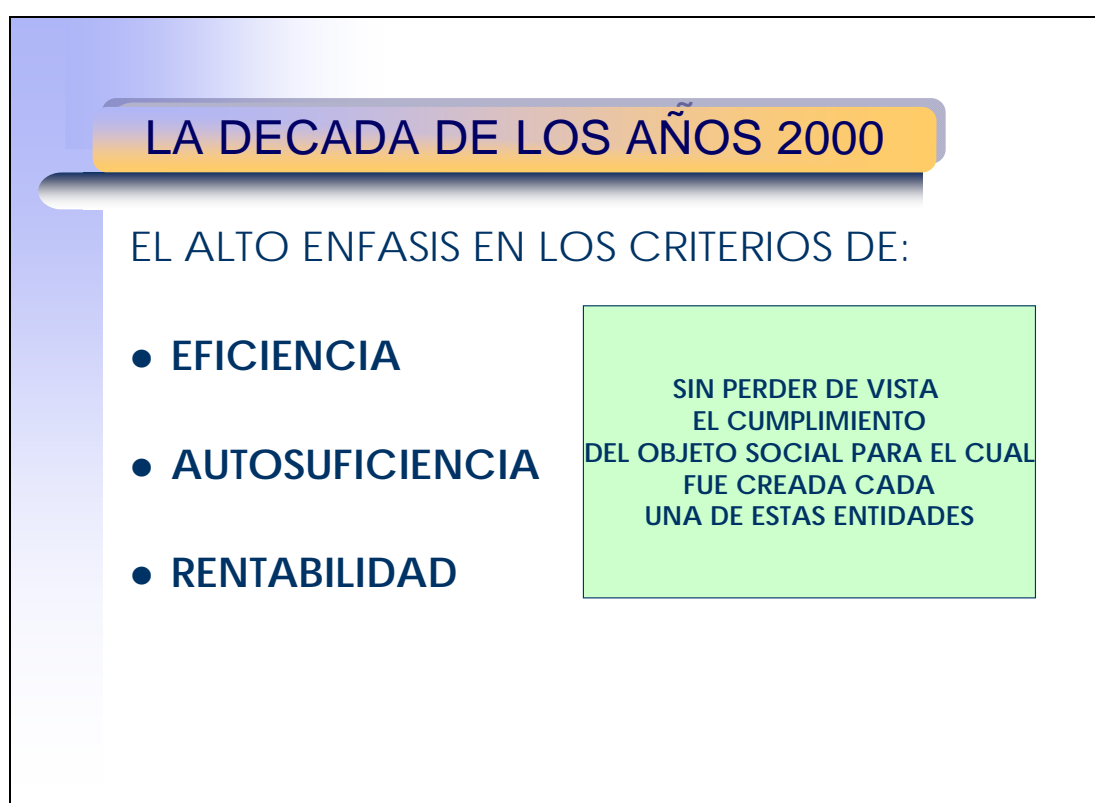 LA DECADA DE LOS AÑOS 2000
EL ALTO ENFASIS EN LOS CRITERIOS DE:
● EFICIENCIA
● AUTOSUFICIENCIA
● RENTABILIDAD
SIN PERDER DE VISTA
EL CUMPLIMIENTO
DEL OBJETO SOCIAL PARA EL CUAL
FUE CREADA CADA
UNA DE ESTAS ENTIDADES